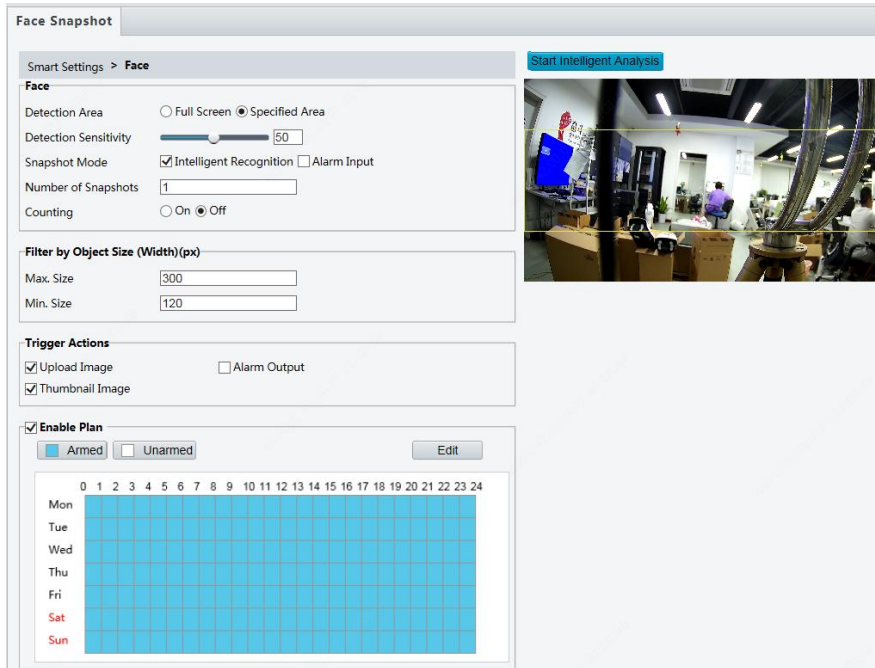 Face Snapshot
Smart Settings > Face
Start Intelligent Analysis
Face
Detection Area Full Screen Specified Area
Detection Sensitivity 50
Snapshot Mode Intelligent Recognition Alarm Input
Number of Snapshots 1
Counting On Off
Filter by Object Size (Width)(px)
Max. Size 300
Min. Size 120
Trigger Actions
Upload Image Alarm Output
Thumbnail Image
Enable Plan
Armed Unarmed Edit
0 1 2 3 4 5 6 7 8 9 10 11 12 13 14 15 16 17 18 19 20 21 22 23 24
Mon
Tue
Wed
Thu
Fri
Sat
Sun